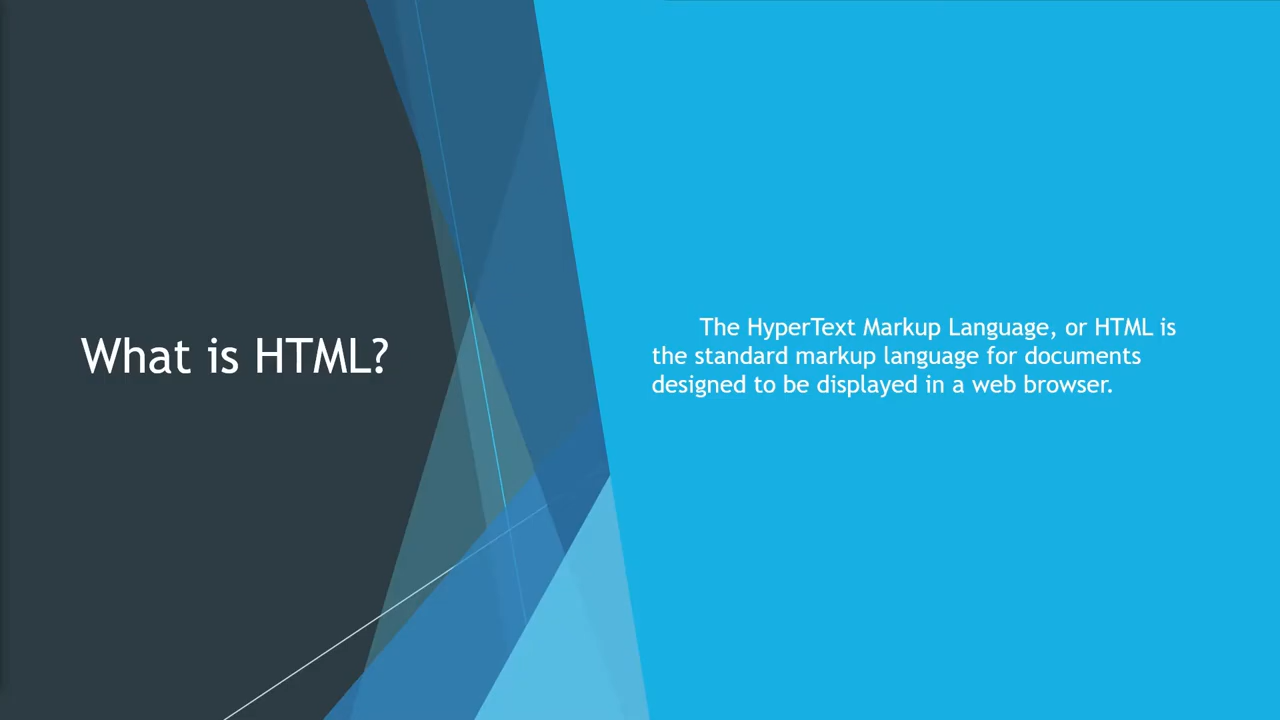 What is HTML?
The HyperText Markup Language, or HTML is
the standard markup language for documents
designed to be displayed in a web browser.